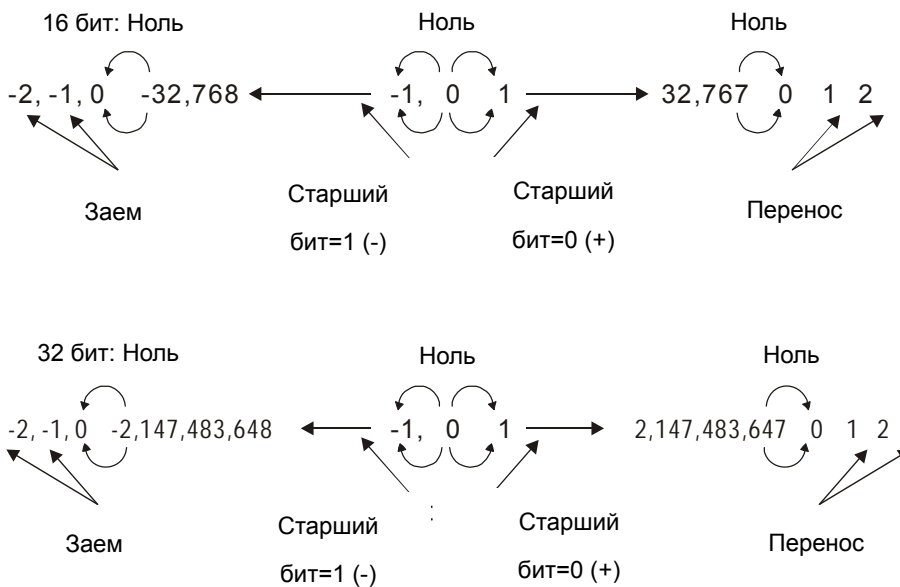 16 бит: Ноль Ноль Ноль
-2, -1, 0 -32,768 -1, 0 1 32,767 0 1 2
Заем Старший Старший Перенос
бит=1 (-) бит=0 (+)
32 бит: Ноль Ноль Ноль
-2, -1, 0 -2,147,483,648 -1, 0 1 2,147,483,647 0 1 2
:
Заем Старший Старший Перенос
бит=1 (-) бит=0 (+)